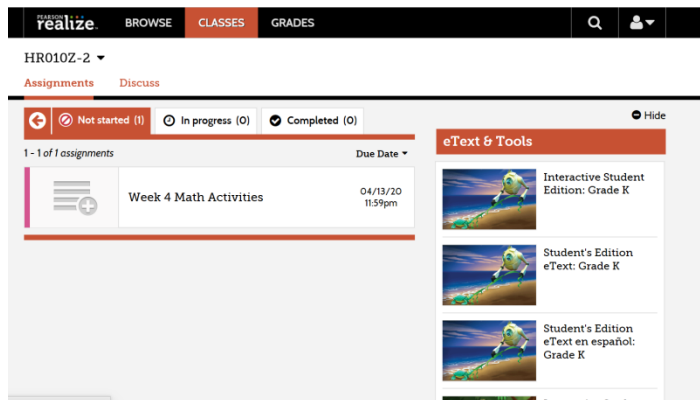 PEARSON
realize.
BROWSE
CLASSES
GRADES
HR010Z-2
Assignments
Discuss
Not started (1)
In progress (0)
Completed (0)
Hide
1 - 1 of 1 assignments
Due Date
Week 4 Math Activities
04/13/20
11:59pm
eText & Tools
Interactive Student
Edition: Grade K
Student's Edition
eText: Grade K
Student's Edition
eText en español:
Grade K